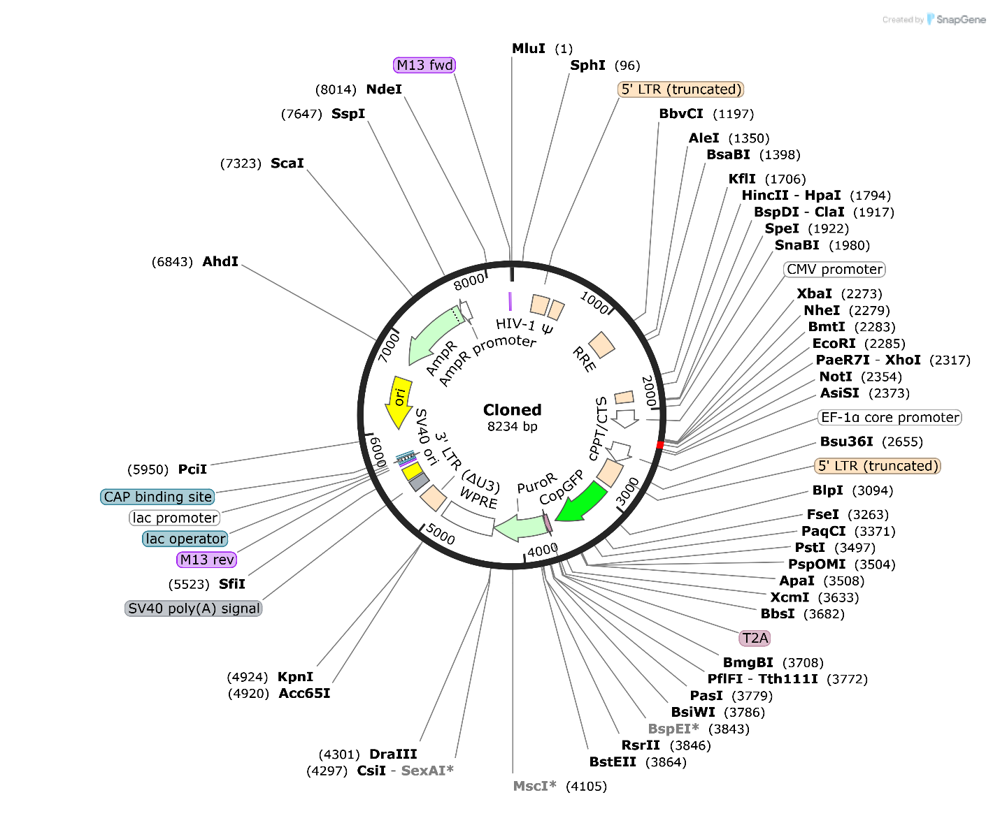 Created by SnapGene
MluI (1)
M13 fwd
SphI (96)
(8014) NdeI
5' LTR (truncated)
(7647) SspI
BbvCI (1197)
AleI (1350)
BsaBI (1398)
(7323) ScaI
KflI (1706)
HincII - HpaI (1794)
BspDI - ClaI (1917)
SpeI (1922)
SnaBI (1980)
(6843) AhdI
CMV promoter
XbaI (2273)
NheI (2279)
BmtI (2283)
EcoRI (2285)
PaeR7I - XhoI (2317)
NotI (2354)
AsiSI (2373)
EF-1α core promoter
Bsu36I (2655)
5' LTR (truncated)
BlpI (3094)
FseI (3263)
PaqCI (3371)
PstI (3497)
PspOMI (3504)
ApaI (3508)
XcmI (3633)
BbsI (3682)
T2A
BmgBI (3708)
PflFI - Tth111I (3772)
PasI (3779)
BsiWI (3786)
BspEI* (3843)
RsrII (3846)
BstEII (3864)
MscI* (4105)
(4301) DraIII
(4297) CsiI - SexAI*
(4924) KpnI
(4920) Acc65I
SV40 poly(A) signal
(5523) SfiI
M13 rev
lac operator
lac promoter
CAP binding site
(5950) PciI
8000
1000
2000
3000
4000
5000
6000
7000
HIV-1 Ψ
AmpR promoter
AmpR
RRE
ori
cPPT/CTS
SV40 ori
3' LTR (ΔU3)
WPRE
PuroR
CopGFP
Cloned
8234 bp